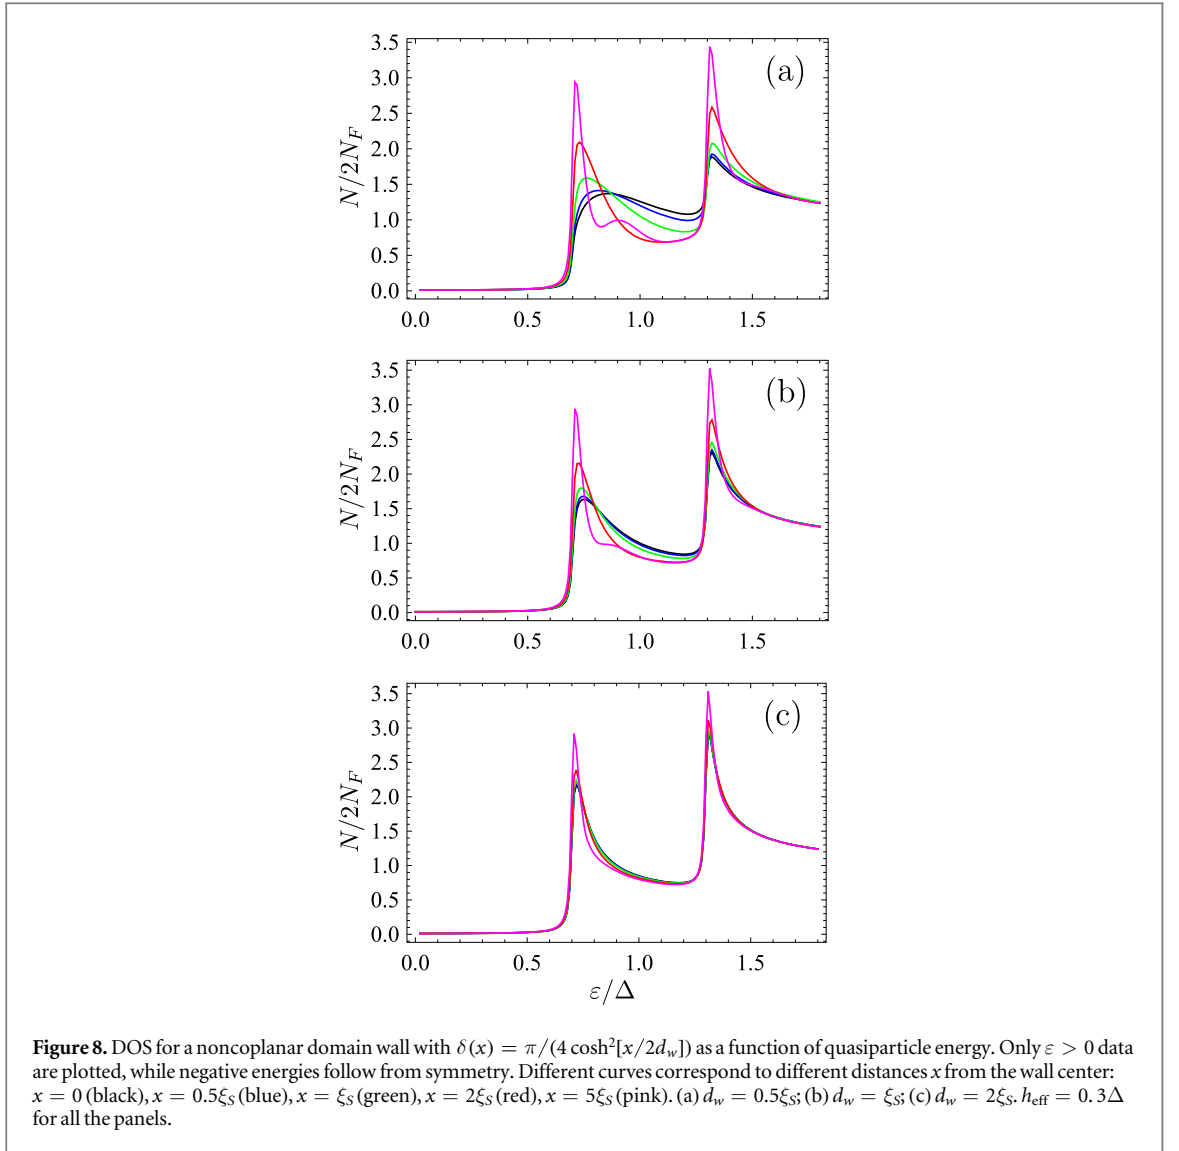 (a)
N/2N_F
3.5
3.0
2.5
2.0
1.5
1.0
0.5
0.0
0.0 0.5 1.0 1.5
(b)
N/2N_F
3.5
3.0
2.5
2.0
1.5
1.0
0.5
0.0
0.0 0.5 1.0 1.5
(c)
N/2N_F
3.5
3.0
2.5
2.0
1.5
1.0
0.5
0.0
0.0 0.5 1.0 1.5
ε/Δ
Figure 8. DOS for a noncoplanar domain wall with δ(x) = π/(4 cosh²[x/2d_w]) as a function of quasiparticle energy. Only ε > 0 data
are plotted, while negative energies follow from symmetry. Different curves correspond to different distances x from the wall center:
x = 0 (black), x = 0.5ξ_S (blue), x = ξ_S (green), x = 2ξ_S (red), x = 5ξ_S (pink). (a) d_w = 0.5ξ_S; (b) d_w = ξ_S; (c) d_w = 2ξ_S. h_eff = 0.3Δ
for all the panels.